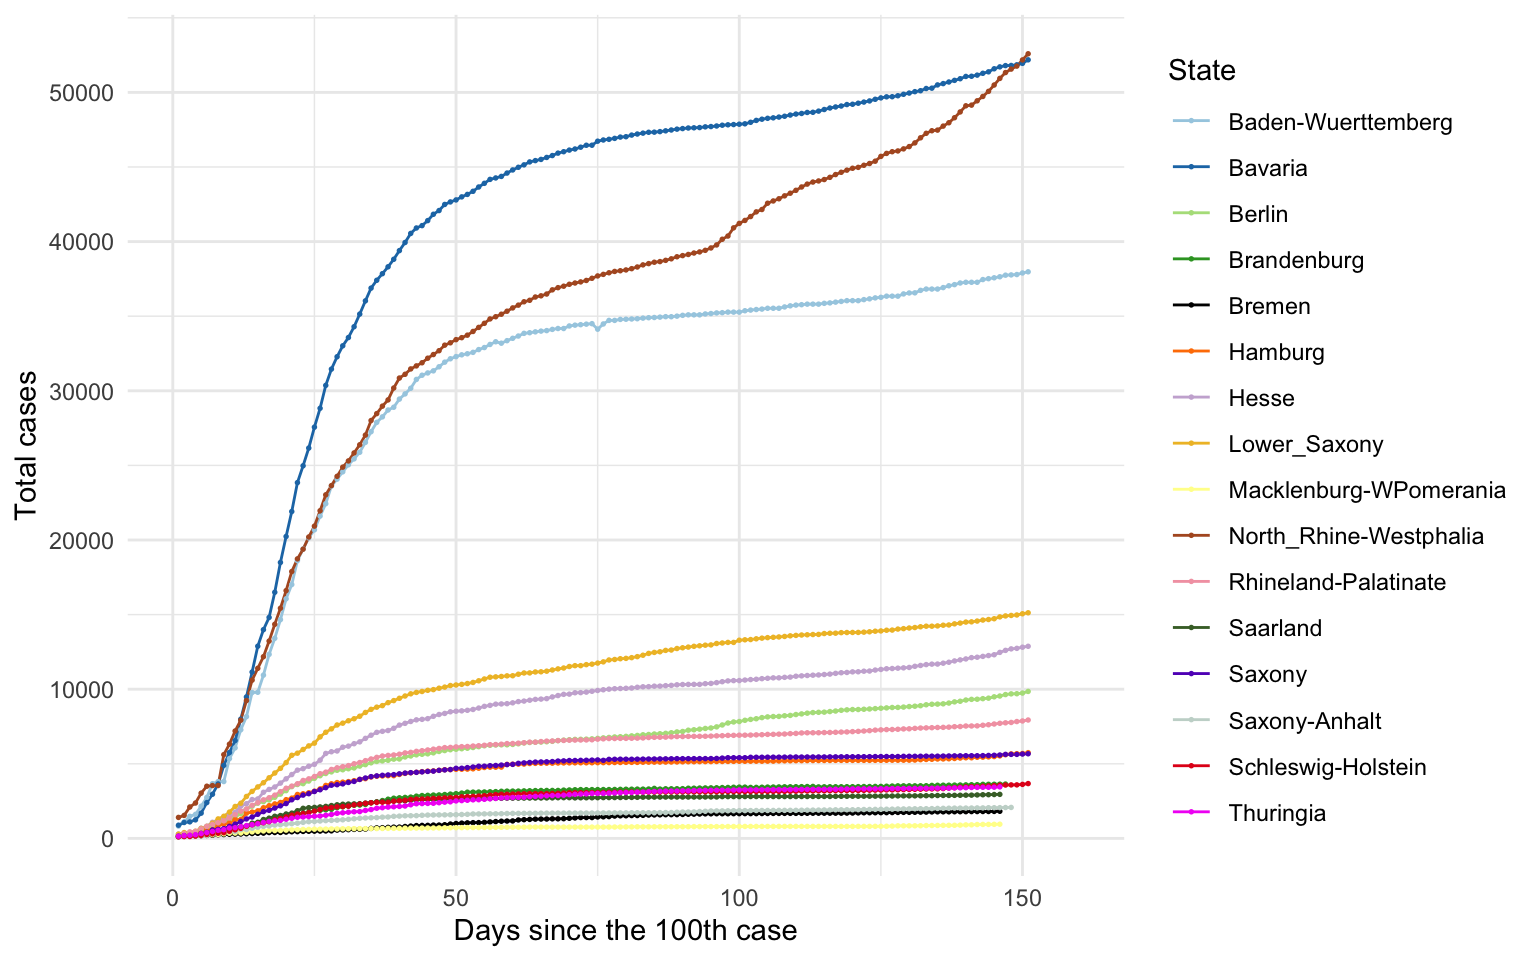 50000
40000
30000
20000
10000
0
Total cases
0
50
100
150
Days since the 100th case
State
Baden-Wuerttemberg
Bavaria
Berlin
Brandenburg
Bremen
Hamburg
Hesse
Lower_Saxony
Macklenburg-WPomerania
North_Rhine-Westphalia
Rhineland-Palatinate
Saarland
Saxony
Saxony-Anhalt
Schleswig-Holstein
Thuringia